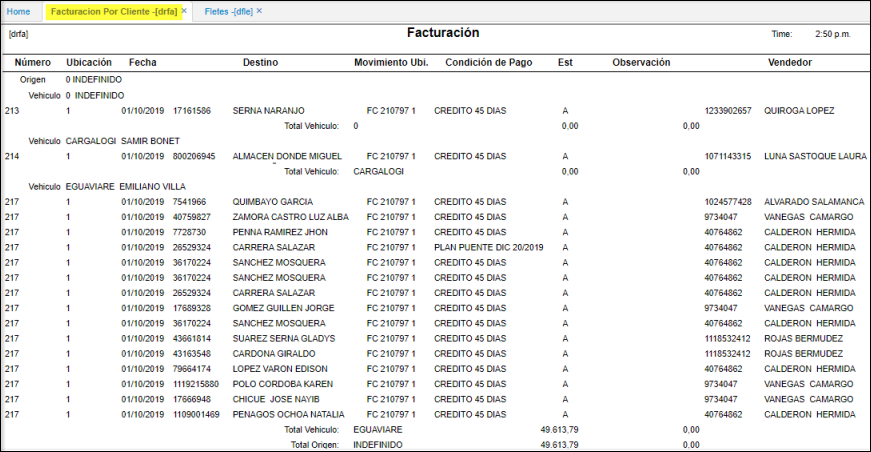 Home Facturacion Por Cliente -[drfa] × Fletes -[dfle] ×
[drfa] Facturación Time: 2:50 p.m.
Número Ubicación Fecha Destino Movimiento Ubi. Condición de Pago Est Observación Vendedor
Origen 0 INDEFINIDO
Vehiculo 0 INDEFINIDO
213 1 01/10/2019 17161586 SERNA NARANJO FC 210797 1 CREDITO 45 DIAS A 1233902657 QUIROGA LOPEZ
Total Vehiculo: 0 0,00 0,00
Vehiculo CARGALOGI SAMIR BONET
214 1 01/10/2019 800206945 ALMACEN DONDE MIGUEL FC 210797 1 CREDITO 45 DIAS A 1071143315 LUNA SASTOQUE LAURA
Total Vehiculo: CARGALOGI 0,00 0,00
Vehiculo EGUAVIARE EMILIANO VILLA
217 1 01/10/2019 7541966 QUIMBAYO GARCIA FC 210797 1 CREDITO 45 DIAS A 1024577428 ALVARADO SALAMANCA
217 1 01/10/2019 40759827 ZAMORA CASTRO LUZ ALBA FC 210797 1 CREDITO 45 DIAS A 9734047 VANEGAS CAMARGO
217 1 01/10/2019 7728730 PENNA RAMIREZ JHON FC 210797 1 CREDITO 45 DIAS A 40764862 CALDERON HERMIDA
217 1 01/10/2019 26529324 CARRERA SALAZAR FC 210797 1 PLAN PUENTE DIC 20/2019 A 40764862 CALDERON HERMIDA
217 1 01/10/2019 36170224 SANCHEZ MOSQUERA FC 210797 1 CREDITO 45 DIAS A 40764862 CALDERON HERMIDA
217 1 01/10/2019 36170224 SANCHEZ MOSQUERA FC 210797 1 CREDITO 45 DIAS A 40764862 CALDERON HERMIDA
217 1 01/10/2019 26529324 CARRERA SALAZAR FC 210797 1 CREDITO 45 DIAS A 40764862 CALDERON HERMIDA
217 1 01/10/2019 17689328 GOMEZ GUILLEN JORGE FC 210797 1 CREDITO 45 DIAS A 9734047 VANEGAS CAMARGO
217 1 01/10/2019 36170224 SANCHEZ MOSQUERA FC 210797 1 CREDITO 45 DIAS A 40764862 CALDERON HERMIDA
217 1 01/10/2019 43661814 SUAREZ SERNA GLADYS FC 210797 1 CREDITO 45 DIAS A 1118532412 ROJAS BERMUDEZ
217 1 01/10/2019 43163548 CARDONA GIRALDO FC 210797 1 CREDITO 45 DIAS A 1118532412 ROJAS BERMUDEZ
217 1 01/10/2019 79664174 LOPEZ VARON EDISON FC 210797 1 CREDITO 45 DIAS A 40764862 CALDERON HERMIDA
217 1 01/10/2019 1119215880 POLO CORDOBA KAREN FC 210797 1 CREDITO 45 DIAS A 9734047 VANEGAS CAMARGO
217 1 01/10/2019 17666948 CHICUE JOSE NAYIB FC 210797 1 CREDITO 45 DIAS A 9734047 VANEGAS CAMARGO
217 1 01/10/2019 1109001469 PENAGOS OCHOA NATALIA FC 210797 1 CREDITO 45 DIAS A 40764862 CALDERON HERMIDA
Total Vehiculo: EGUAVIARE 49.613,79 0,00
Total Origen: INDEFINIDO 49.613,79 0,00